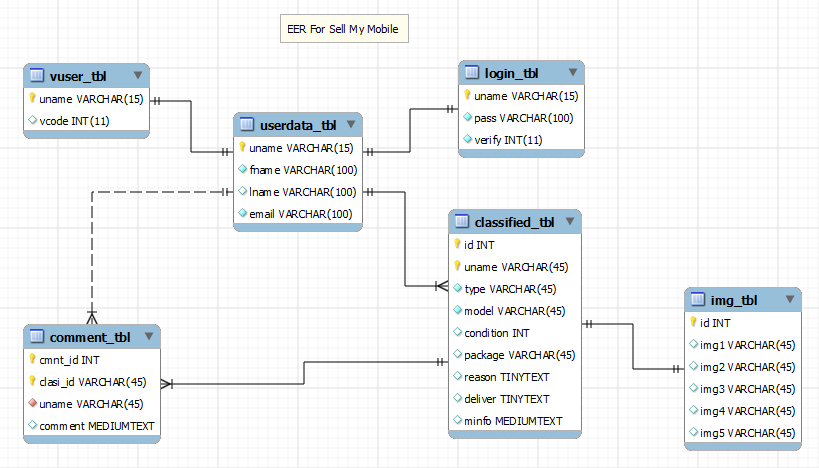 EER For Sell My Mobile
vuser_tbl
uname VARCHAR(15)
vcode INT(11)
login_tbl
uname VARCHAR(15)
pass VARCHAR(100)
verify INT(11)
userdata_tbl
uname VARCHAR(15)
fname VARCHAR(100)
lname VARCHAR(100)
email VARCHAR(100)
classified_tbl
id INT
uname VARCHAR(45)
type VARCHAR(45)
model VARCHAR(45)
condition INT
package VARCHAR(45)
reason TINYTEXT
deliver TINYTEXT
minfo MEDIUMTEXT
img_tbl
id INT
img1 VARCHAR(45)
img2 VARCHAR(45)
img3 VARCHAR(45)
img4 VARCHAR(45)
img5 VARCHAR(45)
comment_tbl
cmnt_id INT
clasi_id VARCHAR(45)
uname VARCHAR(45)
comment MEDIUMTEXT